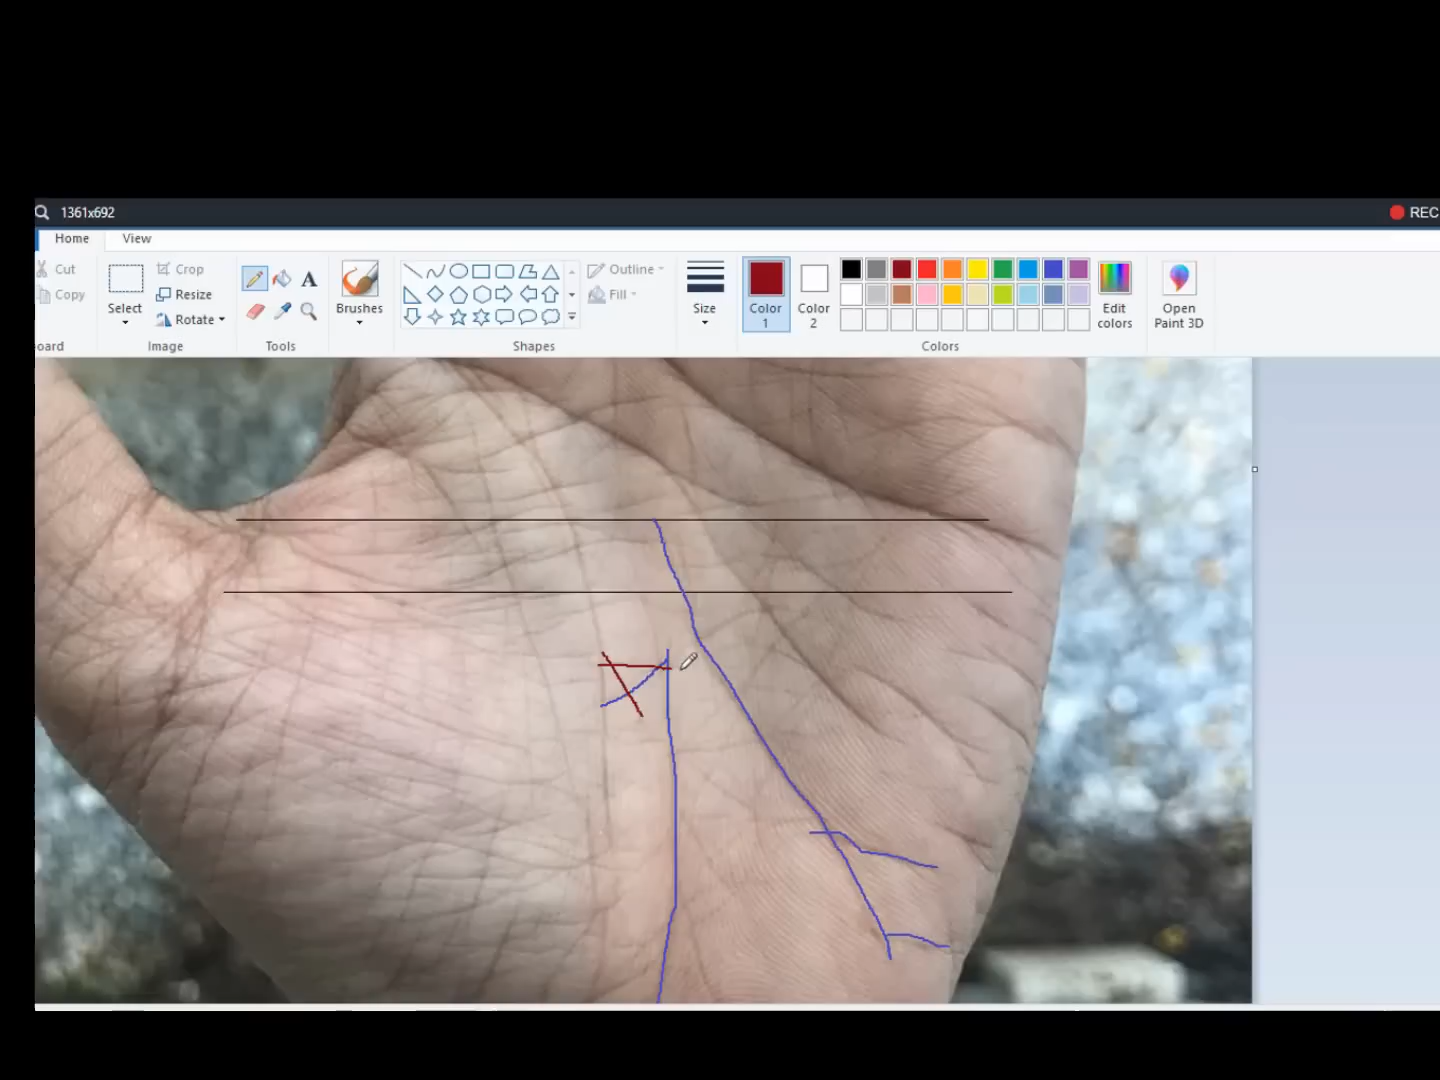 1361x692
REC
Home View
Cut
Copy
Select
Crop
Resize
Rotate
A
Brushes
Outline
Fill
Size
Color 1
Color 2
Edit colors
Open Paint 3D
oard
Image
Tools
Shapes
Colors